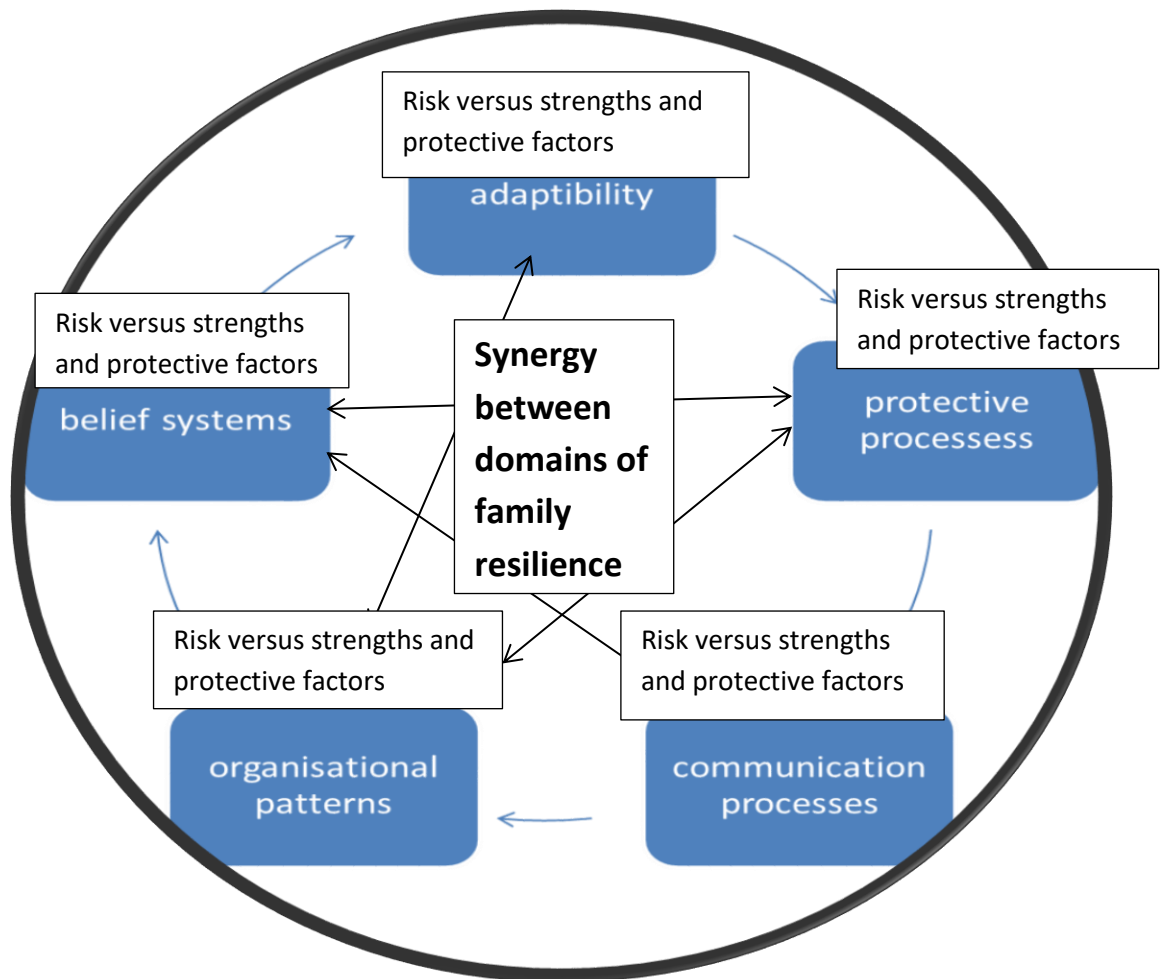 Risk versus strengths and
protective factors
adaptibility
Risk versus strengths
and protective factors
protective
processess
Risk versus strengths
and protective factors
belief systems
Synergy
between
domains of
family
resilience
Risk versus strengths and
protective factors
organisational
patterns
Risk versus strengths
and protective factors
communication
processes